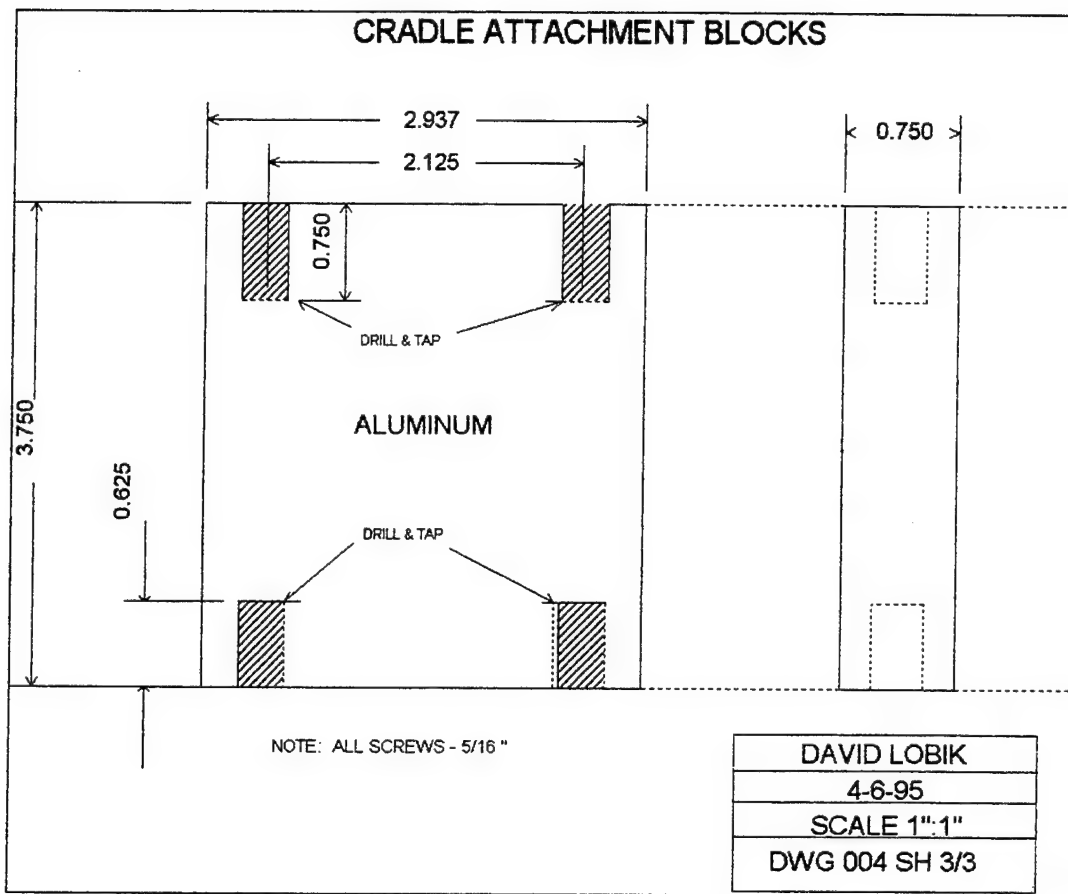 CRADLE ATTACHMENT BLOCKS
2.937
0.750
2.125
0.750
DRILL & TAP
3.750
ALUMINUM
0.625
DRILL & TAP
NOTE: ALL SCREWS - 5/16 "
DAVID LOBIK
4-6-95
SCALE 1":1"
DWG 004 SH 3/3